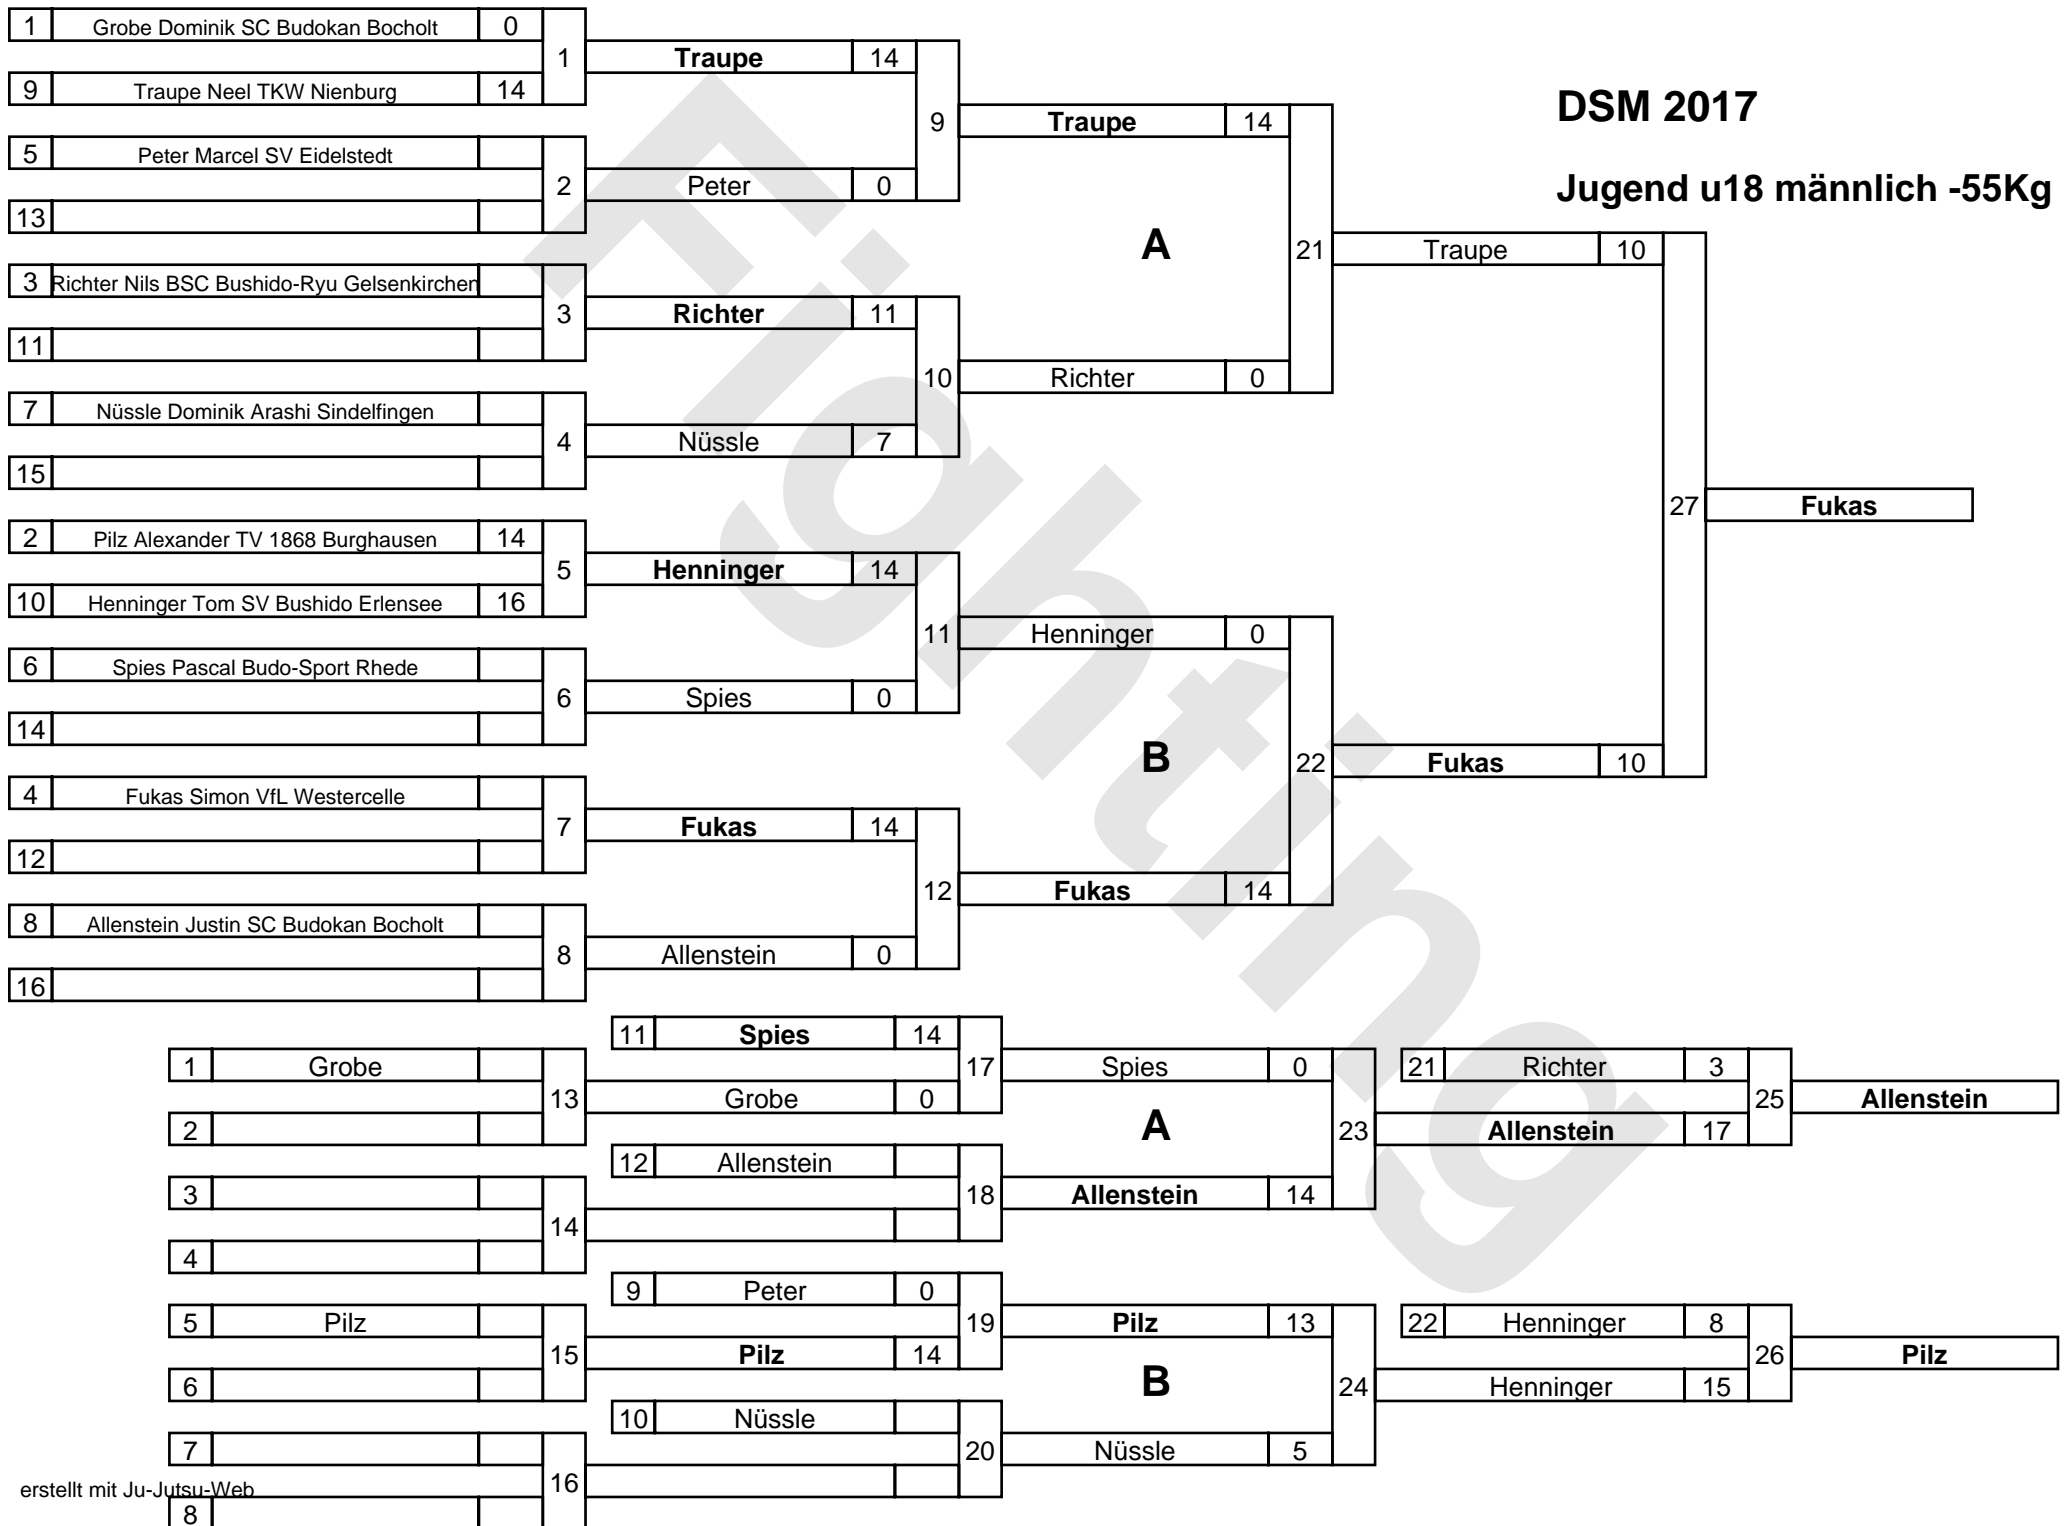 DSM 2017
Jugend u18 männlich -55Kg
Fighting
1 Grobe Dominik SC Budokan Bocholt 0
9 Traupe Neel TKW Nienburg 14
1
5 Peter Marcel SV Eidelstedt
13
2
3 Richter Nils BSC Bushido-Ryu Gelsenkirchen
11
3
7 Nüssle Dominik Arashi Sindelfingen
15
4
2 Pilz Alexander TV 1868 Burghausen 14
10 Henninger Tom SV Bushido Erlensee 16
5
6 Spies Pascal Budo-Sport Rhede
14
6
4 Fukas Simon VfL Westercelle
12
7
8 Allenstein Justin SC Budokan Bocholt
16
8
Traupe 14
Peter 0
9
Richter 11
Nüssle 7
10
Henninger 14
Spies 0
11
Fukas 14
Allenstein 0
12
Traupe 14
A
Richter 0
21
Henninger 0
B
Fukas 14
22
Traupe 10
Fukas 10
27
Fukas
1 Grobe
2
13
3
4
14
5 Pilz
6
15
7
8
16
11 Spies 14
Grobe 0
17
12 Allenstein
18
9 Peter 0
Pilz 14
19
10 Nüssle
20
Spies 0
A
Allenstein 14
23
Pilz 13
B
Nüssle 5
24
21 Richter 3
Allenstein 17
25
Allenstein
22 Henninger 8
Henninger 15
26
Pilz
erstellt mit Ju-Jutsu-Web